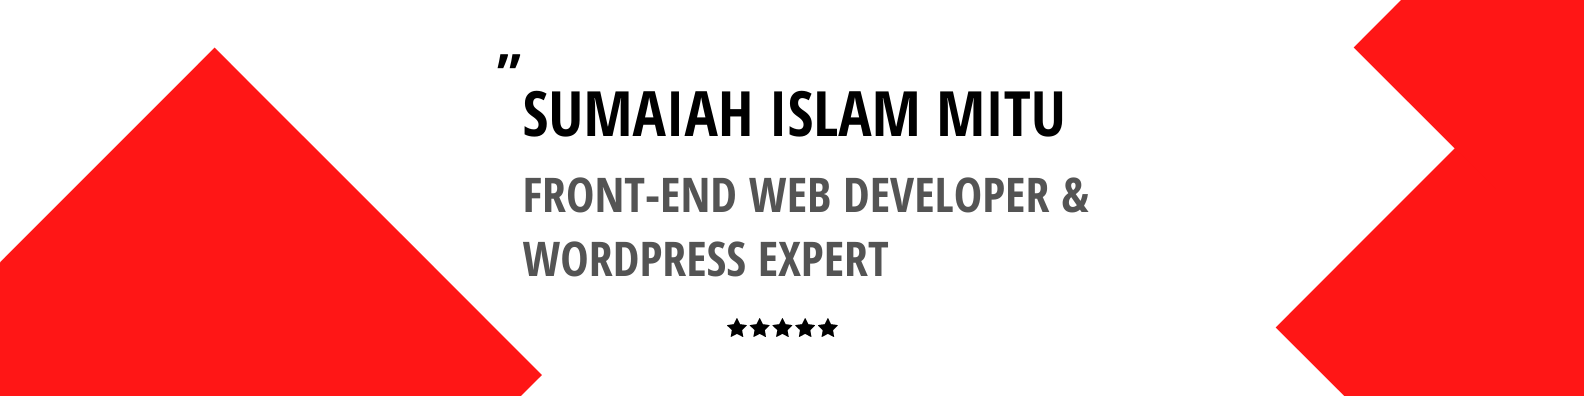 "
SUMAIAH ISLAM MITU
FRONT-END WEB DEVELOPER &
WORDPRESS EXPERT
★★★★★